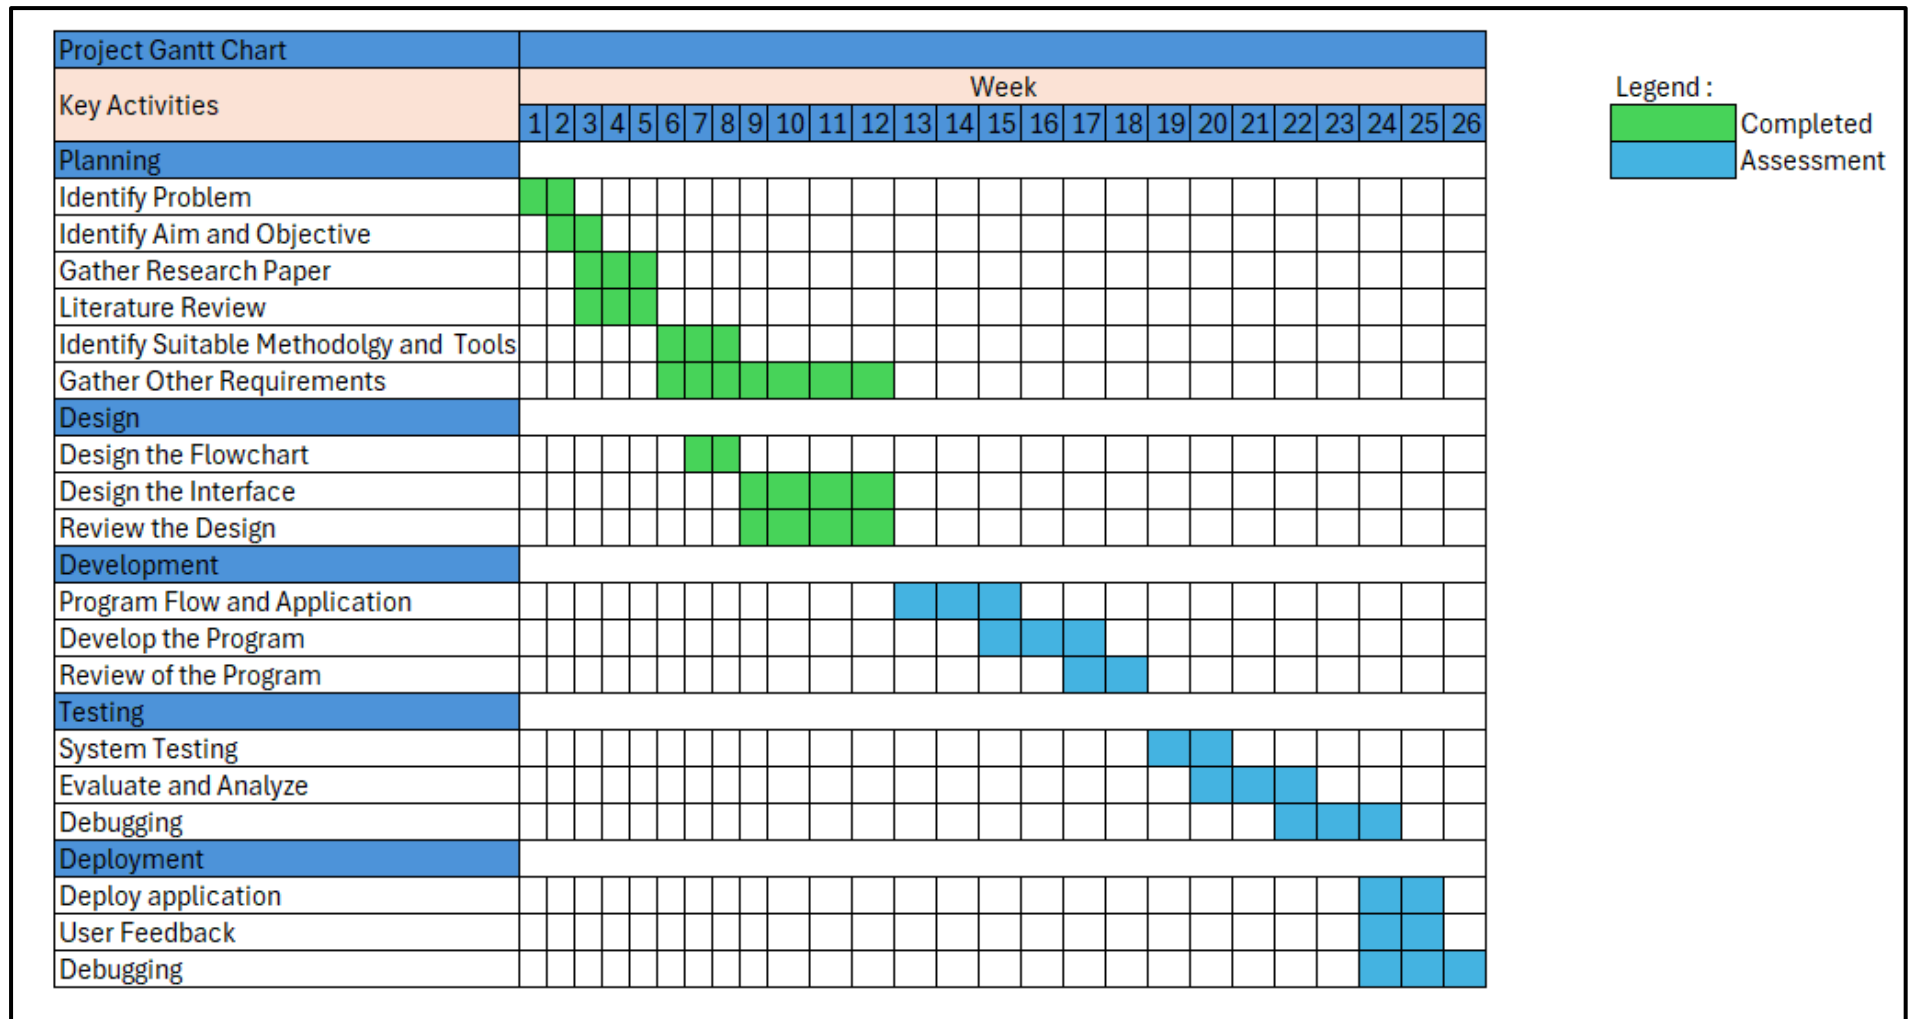 Project Gantt Chart
Week
Key Activities
1 2 3 4 5 6 7 8 9 10 11 12 13 14 15 16 17 18 19 20 21 22 23 24 25 26
Planning
Identify Problem
Identify Aim and Objective
Gather Research Paper
Literature Review
Identify Suitable Methodolgy and Tools
Gather Other Requirements
Design
Design the Flowchart
Design the Interface
Review the Design
Development
Program Flow and Application
Develop the Program
Review of the Program
Testing
System Testing
Evaluate and Analyze
Debugging
Deployment
Deploy application
User Feedback
Debugging
Legend :
Completed
Assessment